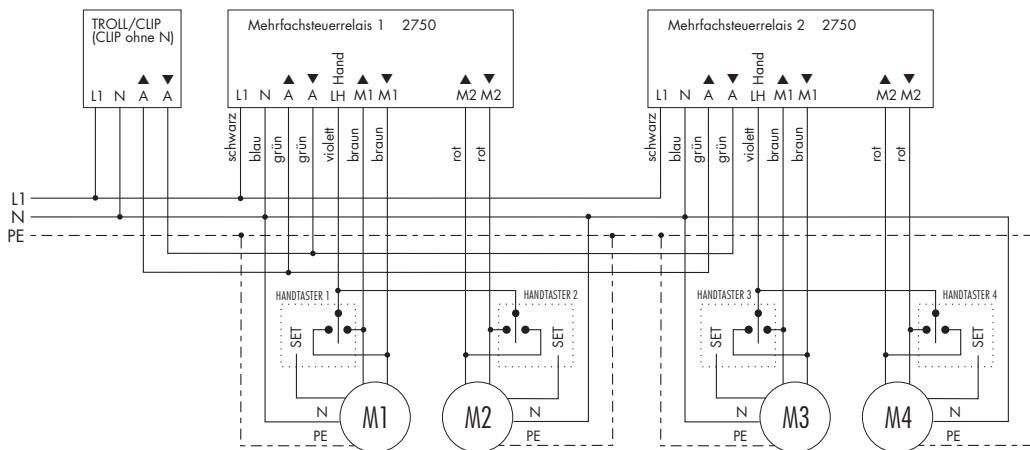 TROLL/CLIP
(CLIP ohne N)
L1 N A A
Mehrfachsteuerrelais 1 2750
Hand
L1 N A A LH M1 M1 M2 M2
schwarz blau grün grün violett braun braun rot rot
Mehrfachsteuerrelais 2 2750
Hand
L1 N A A LH M1 M1 M2 M2
schwarz blau grün grün violett braun braun rot rot
L1
N
PE
HANDTASTER 1
HANDTASTER 2
HANDTASTER 3
HANDTASTER 4
SET
SET
SET
SET
N M1 M2 N
PE PE
N M3 M4 N
PE PE